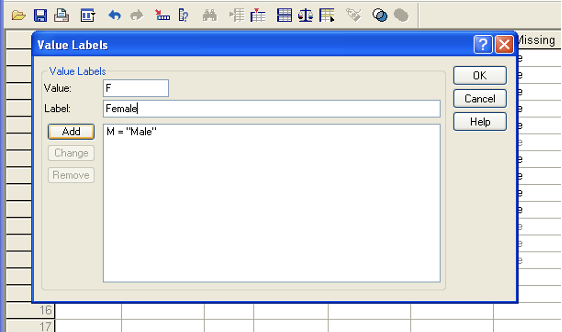 Missing
Value Labels
Value Labels
Value: F
OK
Label: Female
Cancel
Help
Add
M = "Male"
Change
Remove
16
17